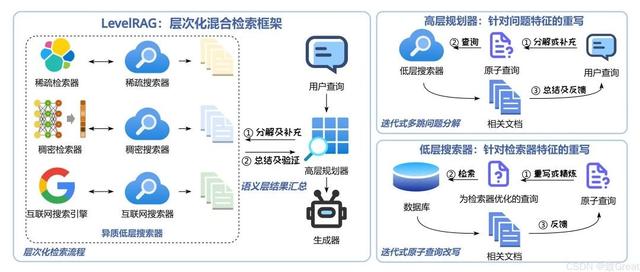 LevelRAG：层次化混合检索框架
稀疏检索器
稀疏搜索器
用户查询
稠密检索器
稠密搜索器
① 分解及补充
② 总结及验证
高层规划器
语义层结果汇总
互联网搜索引擎
互联网搜索器
异质低层搜索器
生成器
层次化检索流程
高层规划器：针对问题特征的重写
② 查询
① 分解或补充
低层搜索器
原子查询
用户查询
③ 总结及反馈
相关文档
迭代式多跳问题分解
低层搜索器：针对检索器特征的重写
② 检索
① 重写或精炼
数据库
为检索器优化的查询
原子查询
③ 反馈
相关文档
迭代式原子查询改写